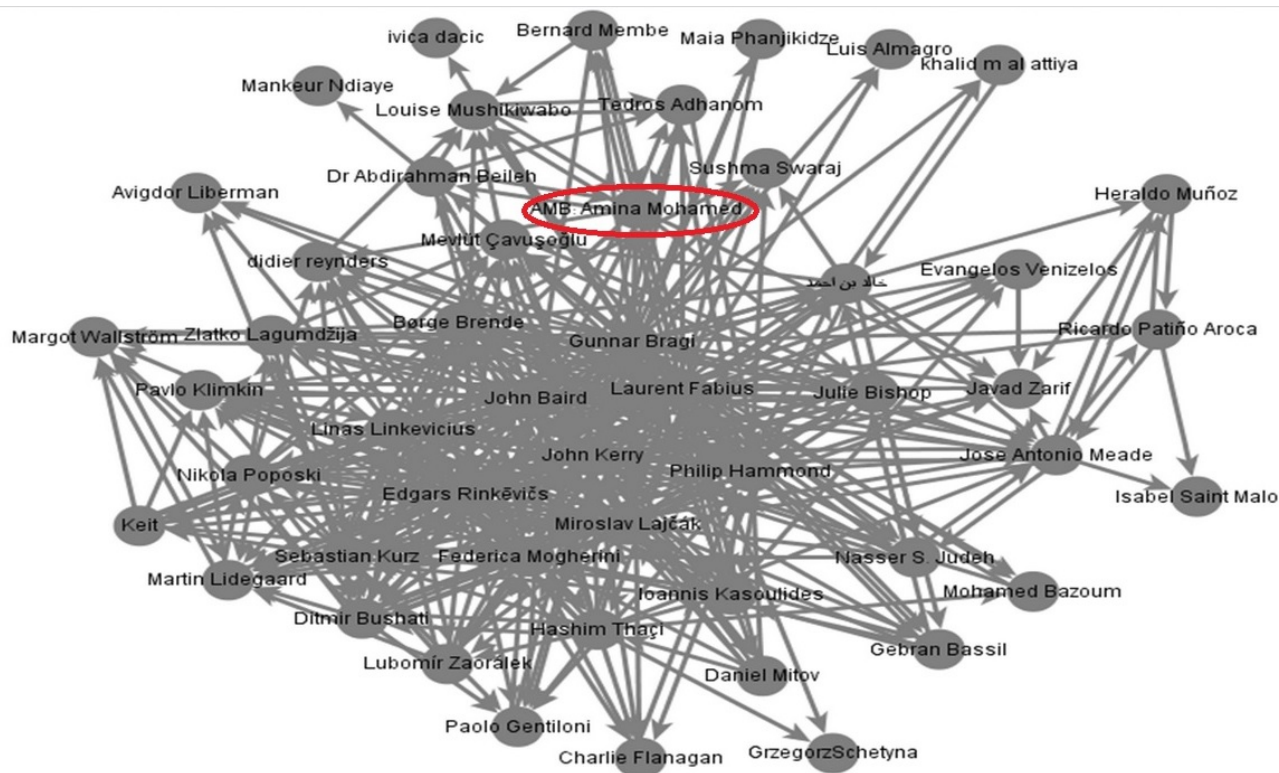 ivica dacic
Bernard Membe
Maia Phanjikidze
Luis Almagro
khalid m al attiya
Mankeur Ndiaye
Louise Mushikiwabo
Tedros Adhanom
Dr Abdirahman Beileh
Sushma Swaraj
Avigdor Liberman
AMB. Amina Mohamed
Heraldo Muñoz
Mevlüt Çavuşoğlu
didier reynders
Evangelos Venizelos
خالد بن احمد
Margot Wallström
Zlatko Lagumdžija
Børge Brende
Gunnar Bragi
Ricardo Patiño Aroca
Pavlo Klimkin
John Baird
Laurent Fabius
Julie Bishop
Javad Zarif
Linas Linkevicius
John Kerry
Jose Antonio Meade
Nikola Poposki
Philip Hammond
Edgars Rinkēvičs
Isabel Saint Malo
Keit
Miroslav Lajčák
Sebastian Kurz
Federica Mogherini
Nasser S. Judeh
Martin Lidegaard
Ioannis Kasoulides
Mohamed Bazoum
Ditmir Bushati
Hashim Thaçi
Gebran Bassil
Lubomír Zaorálek
Daniel Mitov
Paolo Gentiloni
Charlie Flanagan
GrzegorzSchetyna